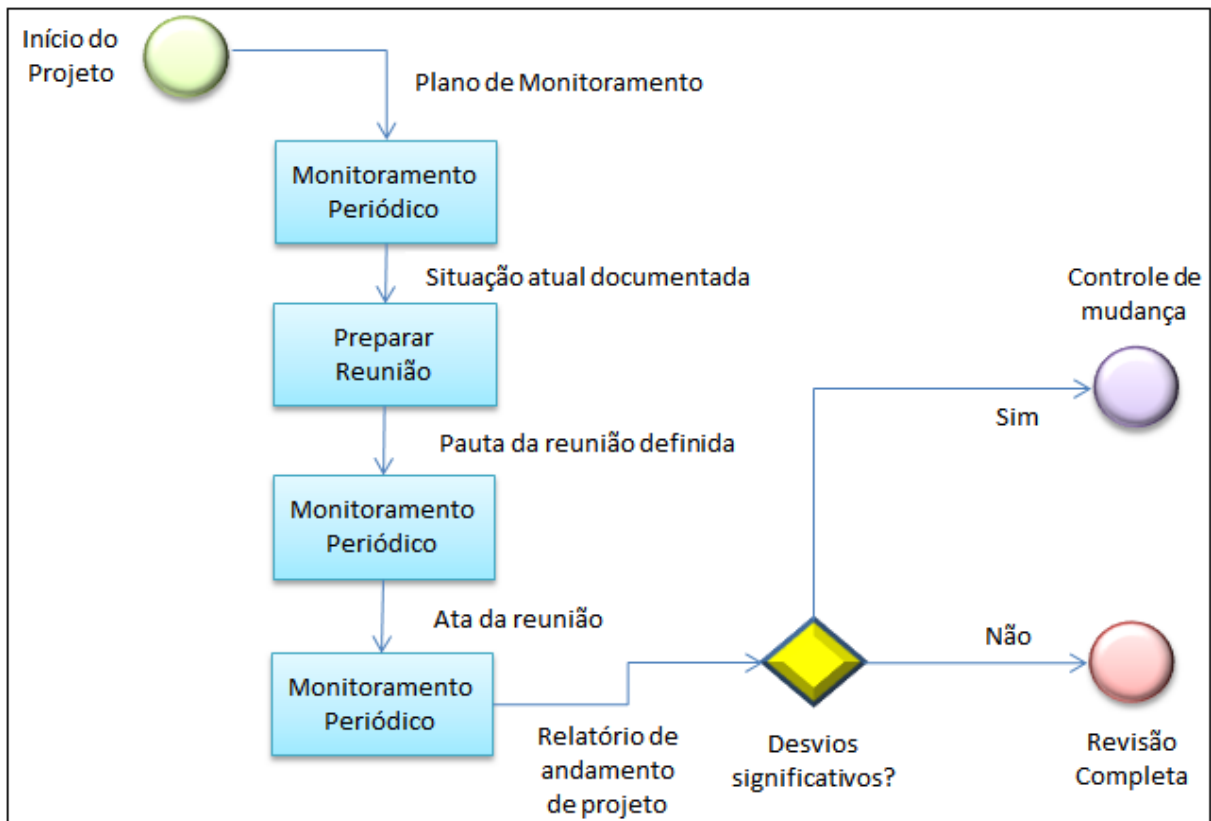 Início do
Projeto
Plano de Monitoramento
Monitoramento
Periódico
Situação atual documentada
Preparar
Reunião
Pauta da reunião definida
Monitoramento
Periódico
Ata da reunião
Monitoramento
Periódico
Relatório de
andamento
de projeto
Desvios
significativos?
Sim
Controle de
mudança
Não
Revisão
Completa